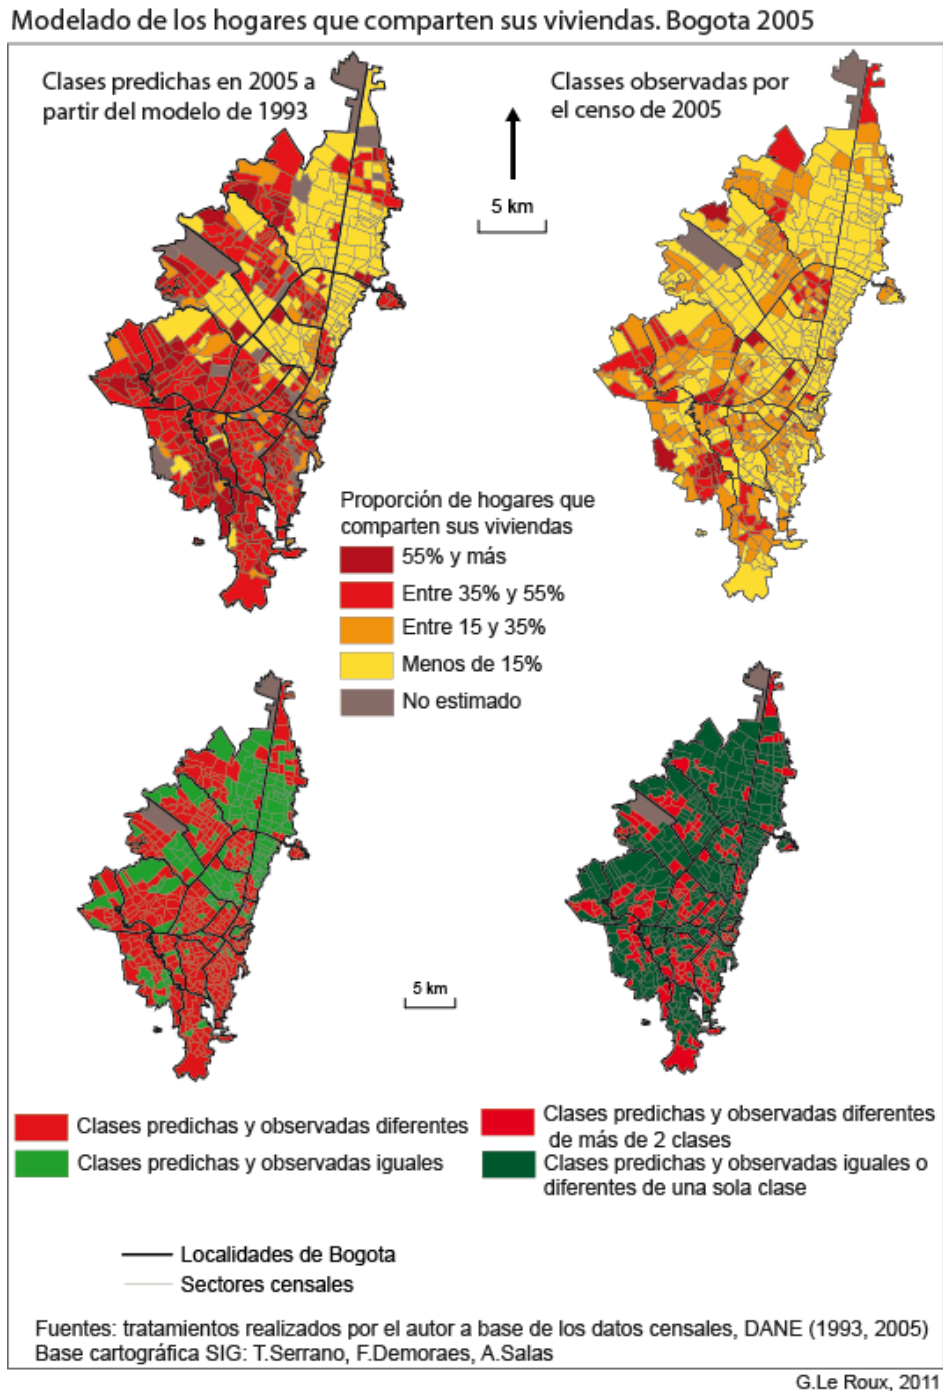 Modelado de los hogares que comparten sus viviendas. Bogota 2005
Clases predichas en 2005 a
partir del modelo de 1993
Classes observadas por
el censo de 2005
5 km
Proporción de hogares que
comparten sus viviendas
55% y más
Entre 35% y 55%
Entre 15 y 35%
Menos de 15%
No estimado
5 km
Clases predichas y observadas diferentes
Clases predichas y observadas iguales
Clases predichas y observadas diferentes
de más de 2 clases
Clases predichas y observadas iguales o
diferentes de una sola clase
Localidades de Bogota
Sectores censales
Fuentes: tratamientos realizados por el autor a base de los datos censales, DANE (1993, 2005)
Base cartográfica SIG: T.Serrano, F.Demoraes, A.Salas
G.Le Roux, 2011